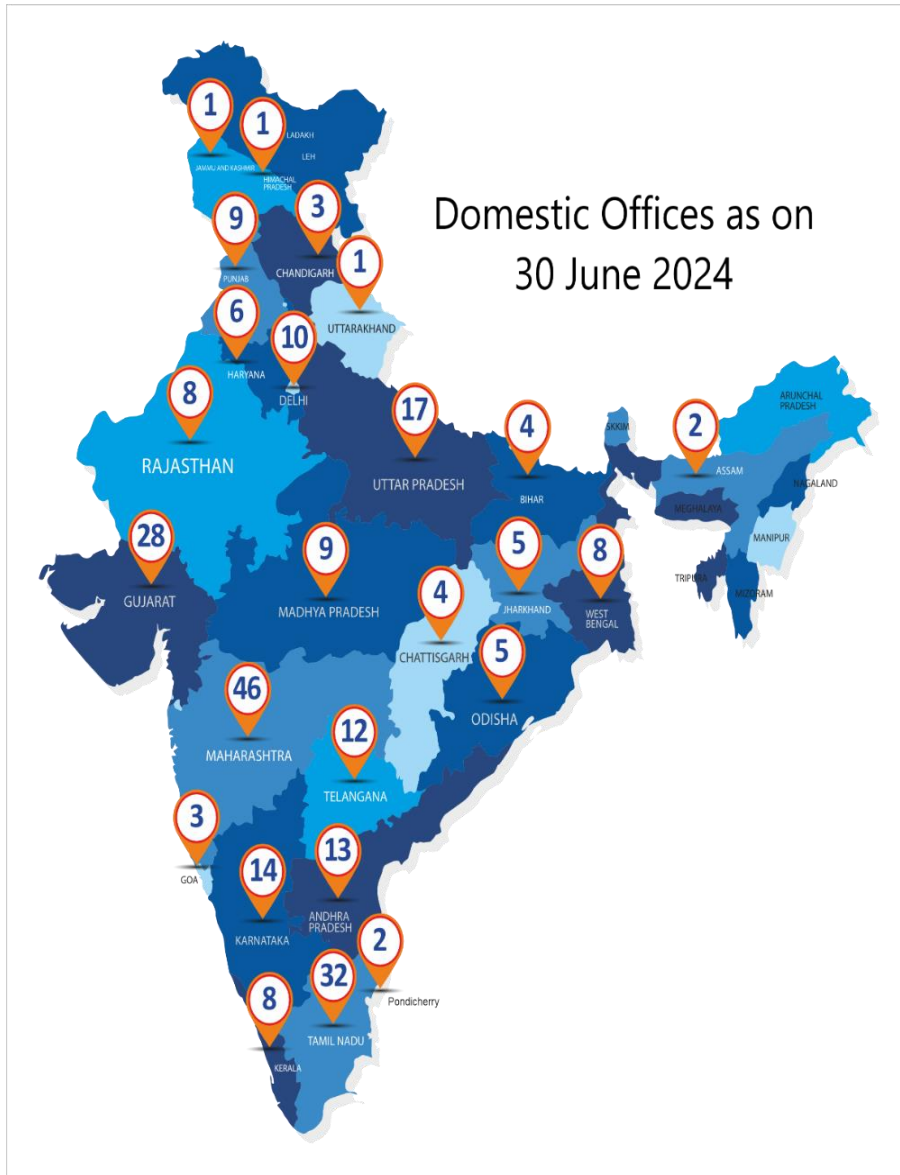 Domestic Offices as on
30 June 2024
1
1
LADAKH
LEH
JAMMU AND KASHMIR
HIMACHAL
PRADESH
3
9
CHANDIGARH
1
PUNJAB
6
UTTARAKHAND
10
HARYANA
DELHI
8
RAJASTHAN
17
UTTAR PRADESH
4
BIHAR
2
ASSAM
ARUNCHAL
PRADESH
SKKIM
NAGALAND
MEGHALAYA
MANIPUR
TRIPURA
MIZORAM
28
GUJARAT
9
MADHYA PRADESH
5
JHARKHAND
8
WEST
BENGAL
4
CHATTISGARH
5
ODISHA
46
MAHARASHTRA
12
TELANGANA
3
GOA
14
KARNATAKA
13
ANDHRA
PRADESH
2
Pondicherry
8
KERALA
32
TAMIL NADU